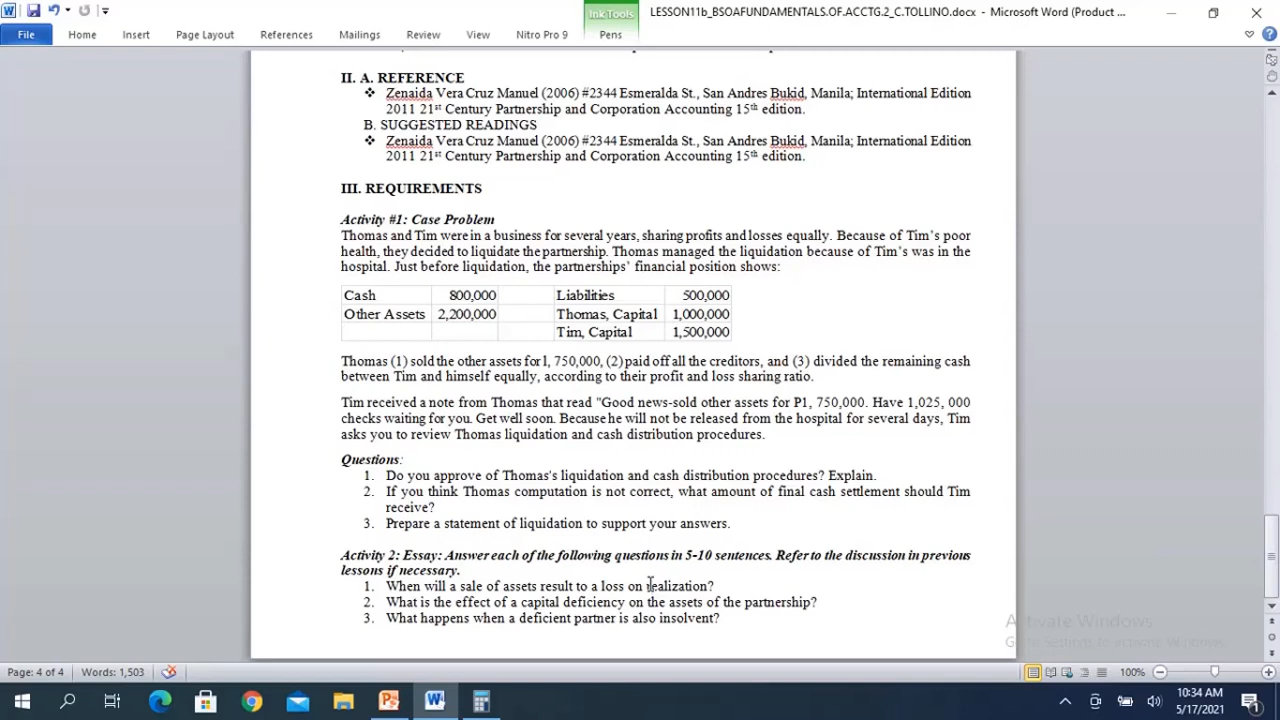 Ink Tools
LESSON11b_BSOAFUNDAMENTALS.OF.ACCTG.2_C.TOLLINO.docx - Microsoft Word (Product ...
File Home Insert Page Layout References Mailings Review View Nitro Pro 9 Pens
II. A. REFERENCE
❖ Zenaida Vera Cruz Manuel (2006) #2344 Esmeralda St., San Andres Bukid, Manila; International Edition
2011 21st Century Partnership and Corporation Accounting 15th edition.
B. SUGGESTED READINGS
❖ Zenaida Vera Cruz Manuel (2006) #2344 Esmeralda St., San Andres Bukid, Manila; International Edition
2011 21st Century Partnership and Corporation Accounting 15th edition.
III. REQUIREMENTS
Activity #1: Case Problem
Thomas and Tim were in a business for several years, sharing profits and losses equally. Because of Tim's poor
health, they decided to liquidate the partnership. Thomas managed the liquidation because of Tim's was in the
hospital. Just before liquidation, the partnerships' financial position shows:
Cash 800,000 Liabilities 500,000
Other Assets 2,200,000 Thomas, Capital 1,000,000
Tim, Capital 1,500,000
Thomas (1) sold the other assets for l, 750,000, (2) paid off all the creditors, and (3) divided the remaining cash
between Tim and himself equally, according to their profit and loss sharing ratio.
Tim received a note from Thomas that read "Good news-sold other assets for P1, 750,000. Have 1,025, 000
checks waiting for you. Get well soon. Because he will not be released from the hospital for several days, Tim
asks you to review Thomas liquidation and cash distribution procedures.
Questions:
1. Do you approve of Thomas's liquidation and cash distribution procedures? Explain.
2. If you think Thomas computation is not correct, what amount of final cash settlement should Tim
receive?
3. Prepare a statement of liquidation to support your answers.
Activity 2: Essay: Answer each of the following questions in 5-10 sentences. Refer to the discussion in previous
lessons if necessary.
1. When will a sale of assets result to a loss on realization?
2. What is the effect of a capital deficiency on the assets of the partnership?
3. What happens when a deficient partner is also insolvent?
Activate Windows
Go to Settings to activate Windows.
Page: 4 of 4 Words: 1,503 100%
10:34 AM
5/17/2021